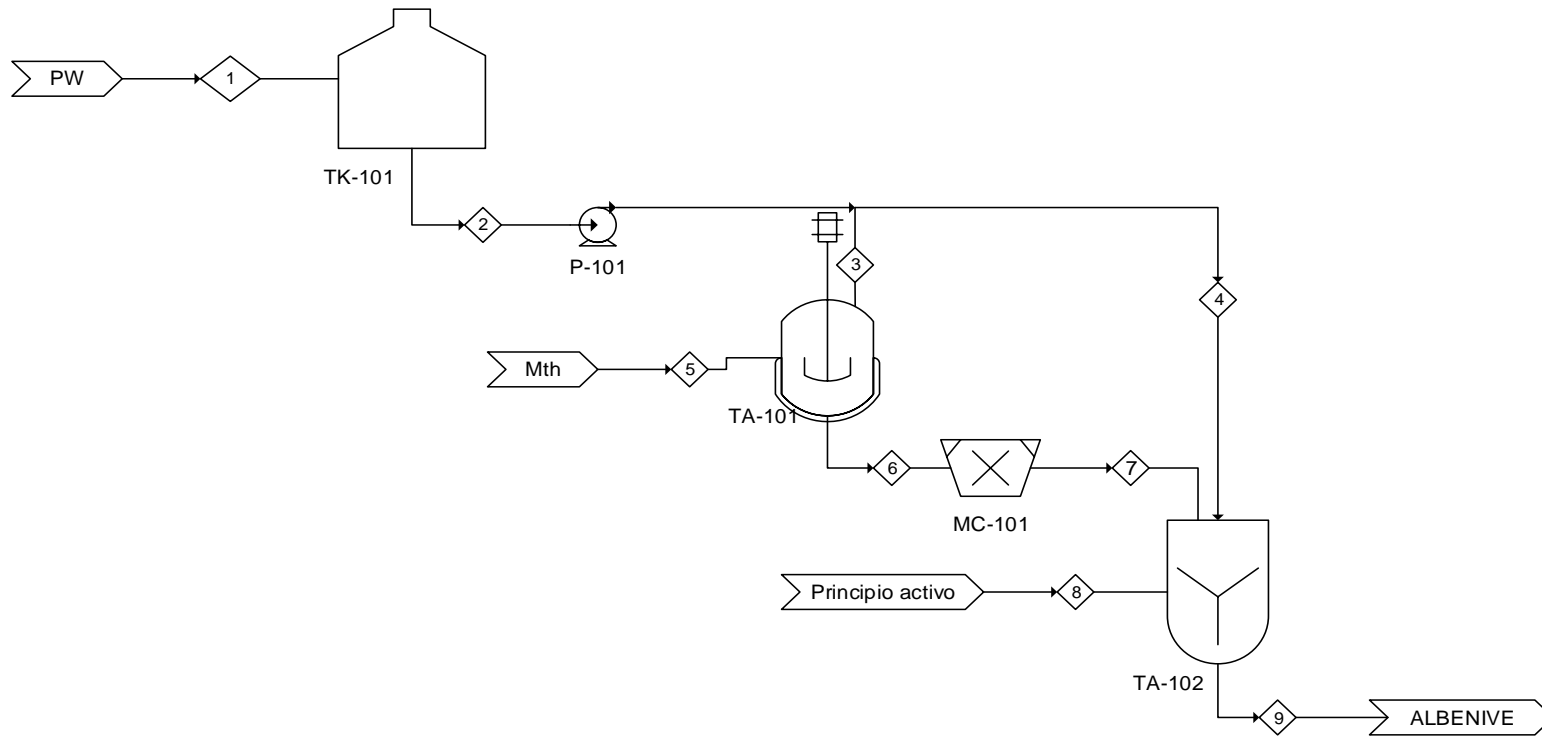 PW
1
TK-101
2
P-101
3
4
Mth
5
TA-101
6
7
MC-101
Principio activo
8
TA-102
9
ALBENIVE